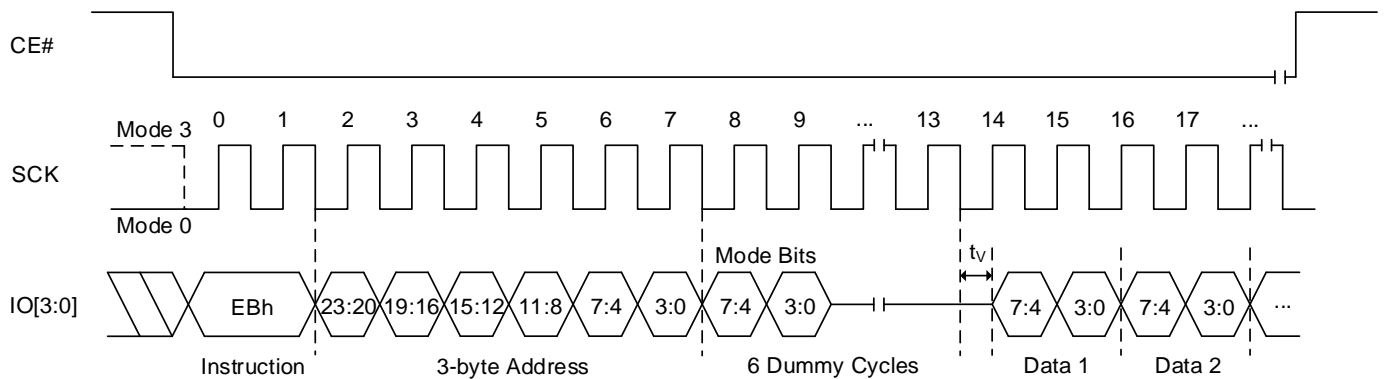 CE#
0 1 2 3 4 5 6 7 8 9 ... 13 14 15 16 17 ...
Mode 3
SCK
Mode 0
Mode Bits tV
IO[3:0] EBh 23:20 19:16 15:12 11:8 7:4 3:0 7:4 3:0 7:4 3:0 7:4 3:0 ...
Instruction 3-byte Address 6 Dummy Cycles Data 1 Data 2